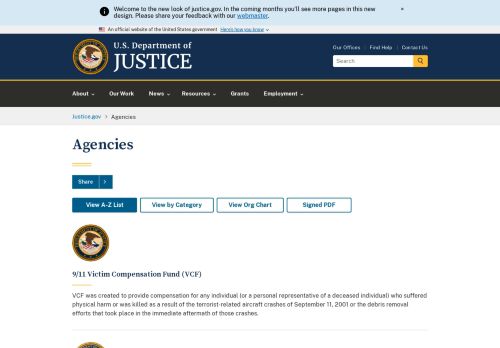 Welcome to the new look of justice.gov. In the coming months you'll see more pages in this new
design. Please share your feedback with our webmaster.
×
An official website of the United States government Here's how you know
U.S. Department of
JUSTICE
Our Offices | Find Help | Contact Us
Search
About
Our Work
News
Resources
Grants
Employment
Justice.gov > Agencies
Agencies
Share
View A-Z List
View by Category
View Org Chart
Signed PDF
9/11 Victim Compensation Fund (VCF)
VCF was created to provide compensation for any individual (or a personal representative of a deceased individual) who suffered
physical harm or was killed as a result of the terrorist-related aircraft crashes of September 11, 2001 or the debris removal
efforts that took place in the immediate aftermath of those crashes.